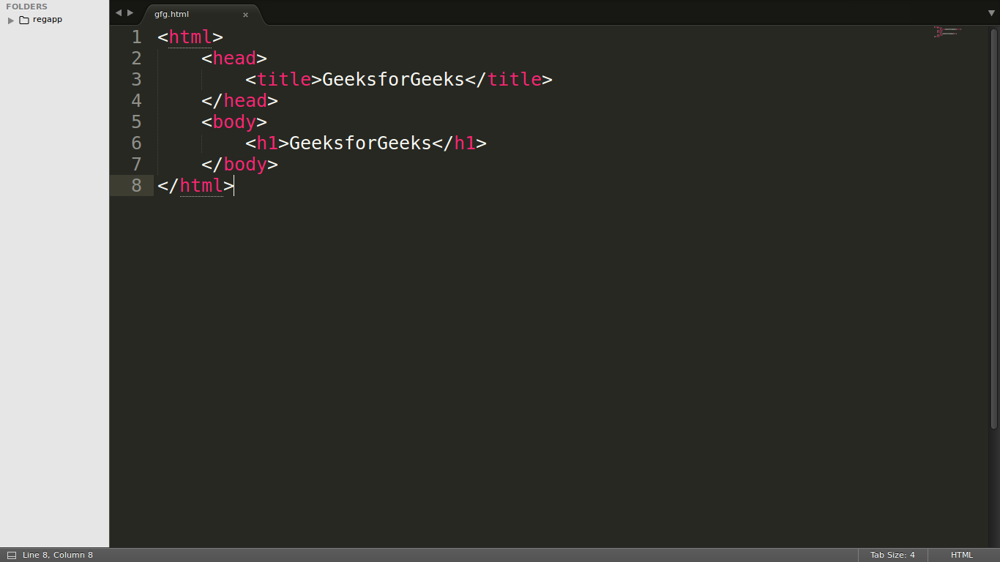 FOLDERS
regapp
gfg.html ×
1 <html>
2     <head>
3         <title>GeeksforGeeks</title>
4     </head>
5     <body>
6         <h1>GeeksforGeeks</h1>
7     </body>
8 </html>
Line 8, Column 8
Tab Size: 4
HTML